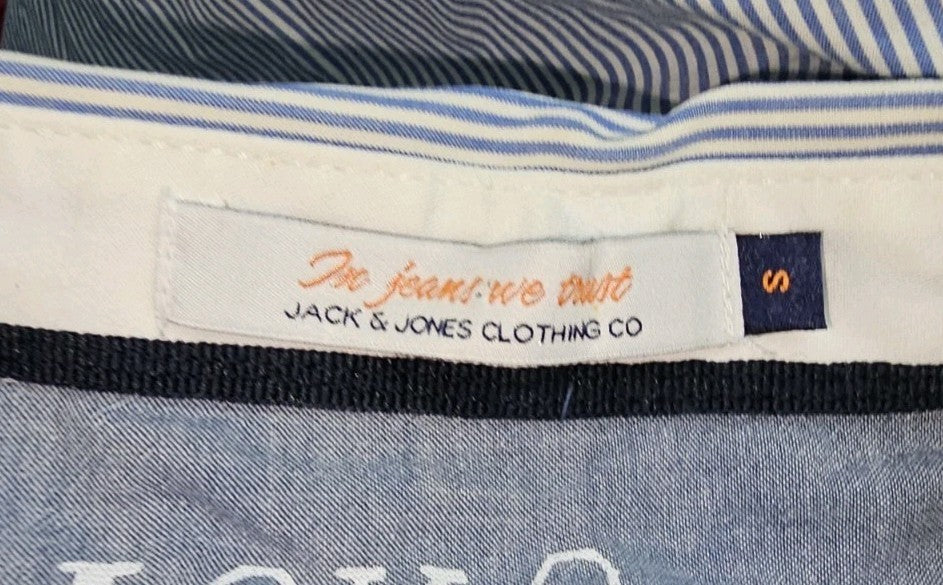 In jeans we trust
JACK & JONES CLOTHING CO
S